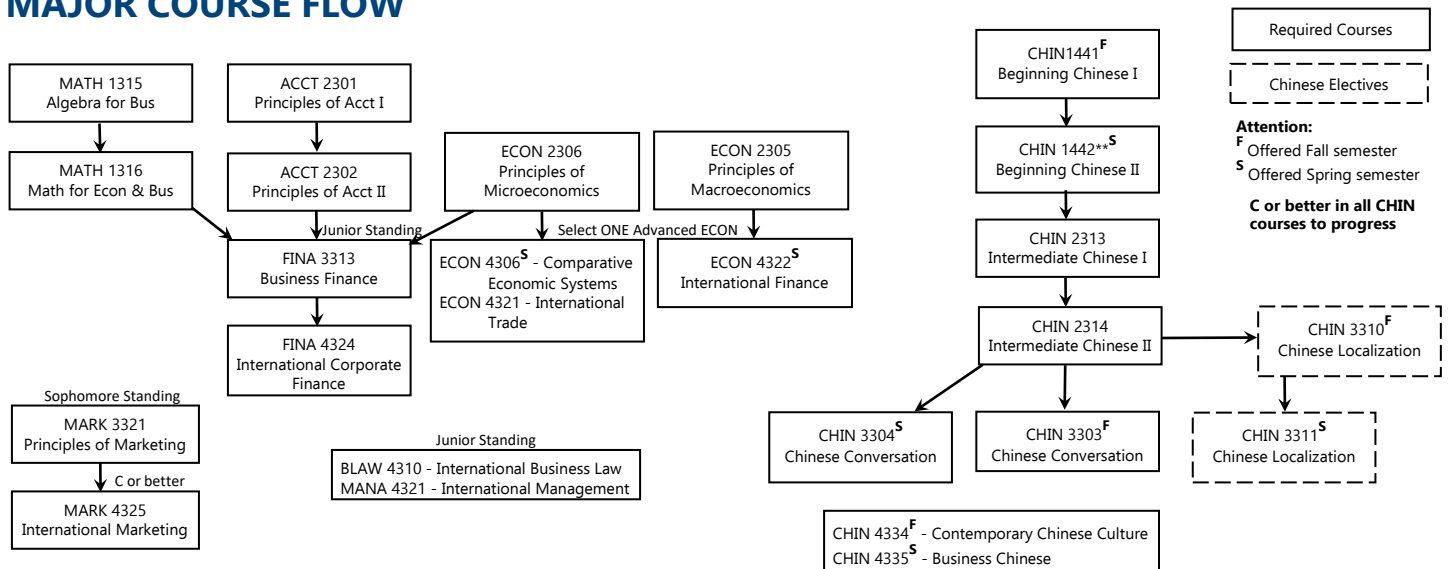 MAJOR COURSE FLOW
MATH 1315
Algebra for Bus
MATH 1316
Math for Econ & Bus
ACCT 2301
Principles of Acct I
ACCT 2302
Principles of Acct II
ECON 2306
Principles of
Microeconomics
ECON 2305
Principles of
Macroeconomics
Junior Standing
Select ONE Advanced ECON
FINA 3313
Business Finance
ECON 4306S - Comparative
Economic Systems
ECON 4321 - International
Trade
ECON 4322S
International Finance
FINA 4324
International Corporate
Finance
Sophomore Standing
MARK 3321
Principles of Marketing
C or better
MARK 4325
International Marketing
Junior Standing
BLAW 4310 - International Business Law
MANA 4321 - International Management
CHIN1441F
Beginning Chinese I
CHIN 1442**S
Beginning Chinese II
CHIN 2313
Intermediate Chinese I
CHIN 2314
Intermediate Chinese II
CHIN 3310F
Chinese Localization
CHIN 3304S
Chinese Conversation
CHIN 3303F
Chinese Conversation
CHIN 3311S
Chinese Localization
CHIN 4334F - Contemporary Chinese Culture
CHIN 4335S - Business Chinese
Required Courses
Chinese Electives
Attention:
F Offered Fall semester
S Offered Spring semester
C or better in all CHIN
courses to progress